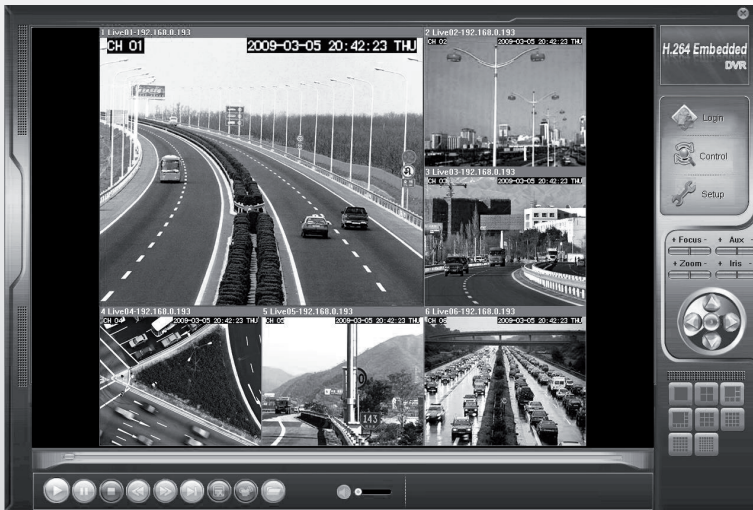 1 Live01-192.168.0.193
CH 01 2009-03-05 20:42:23 THU
2 Live02-192.168.0.193
CH 02 2009-03-05 20:42:23 THU
3 Live03-192.168.0.193
CH 03 2009-03-05 20:42:23 THU
4 Live04-192.168.0.193
CH 04 2009-03-05 20:42:23 THU
5 Live05-192.168.0.193
CH 05 2009-03-05 20:42:23 THU
143
6 Live06-192.168.0.193
CH 06 2009-03-05 20:42:23 THU
H.264 Embedded
DVR
Login
Control
Setup
+ Focus - + Aux
+ Zoom - + Iris -